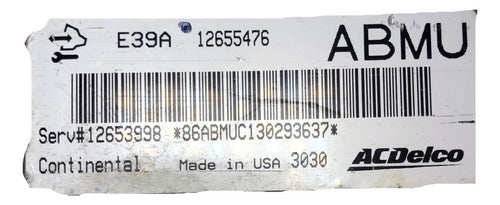 E39A 12655476 ABMU
Serv#12653998 *86ABMUC130293637*
Continental Made in USA 3030 ACDelco